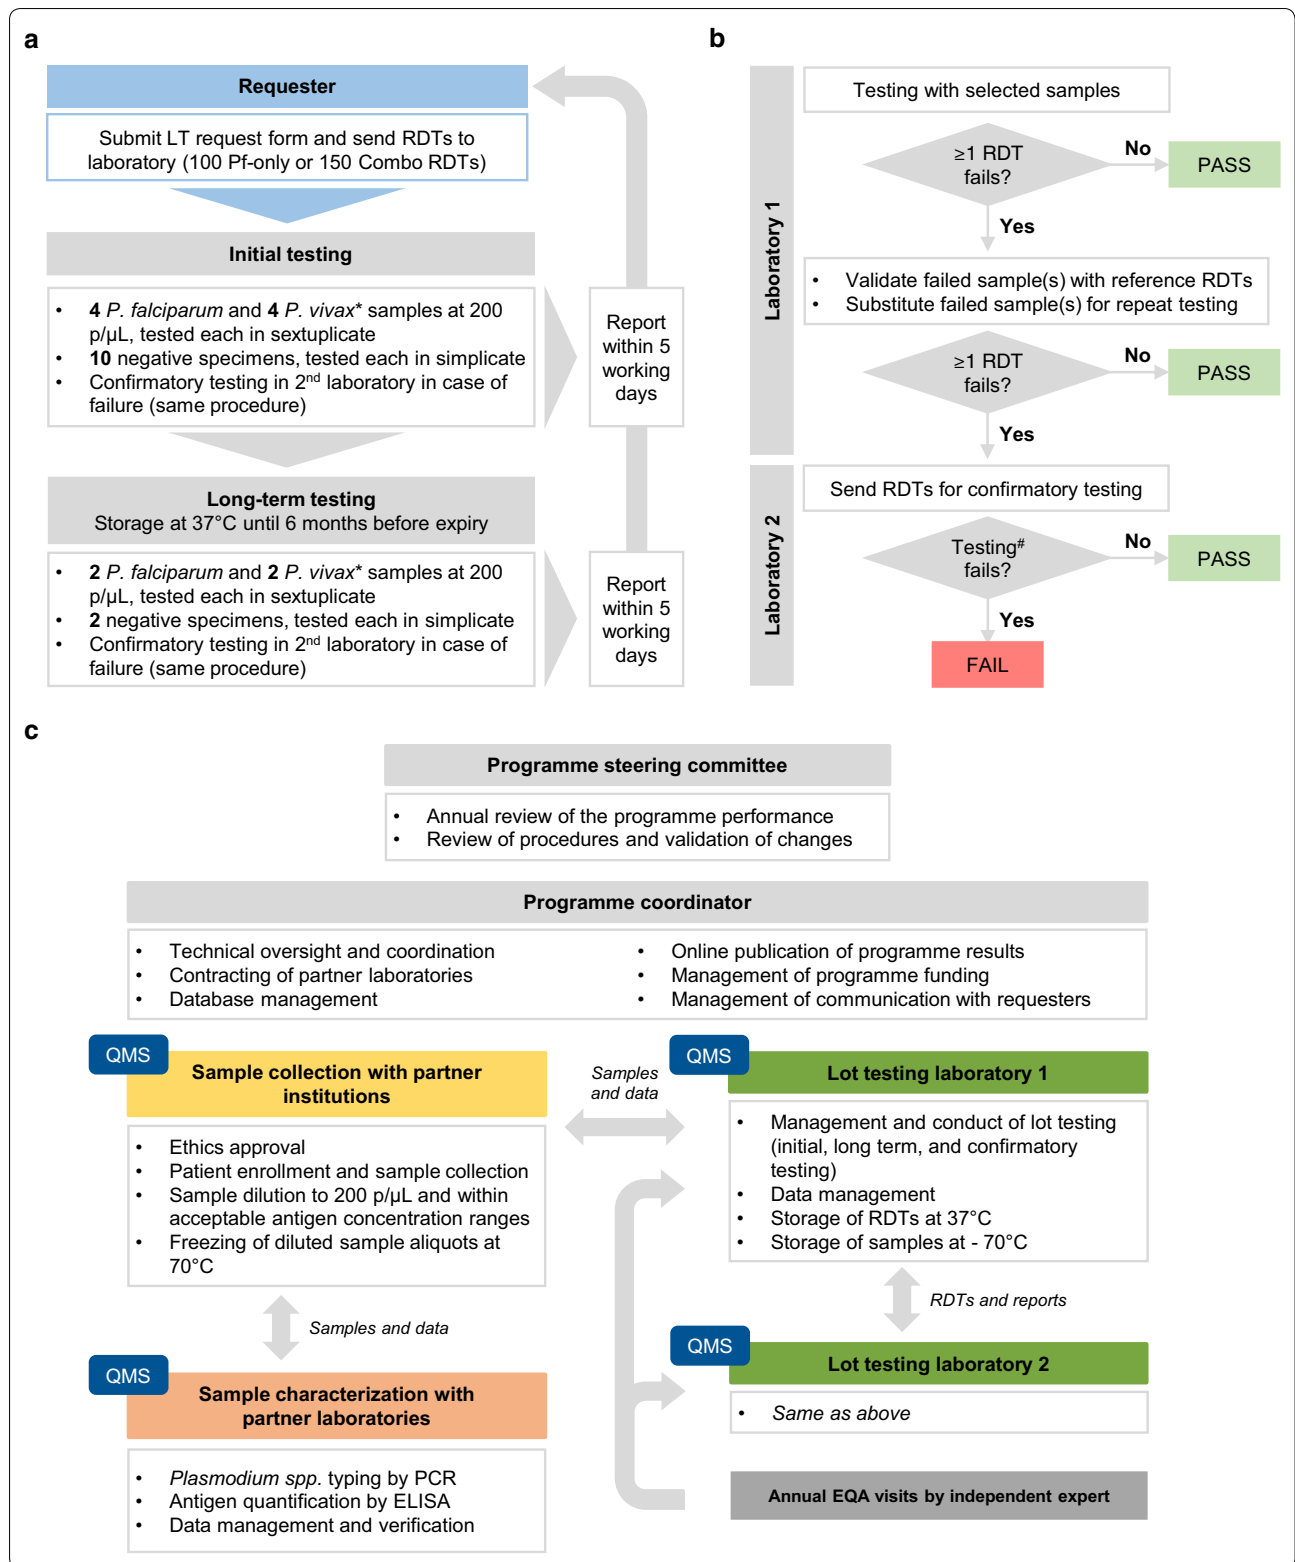 a
Requester
Submit LT request form and send RDTs to
laboratory (100 Pf-only or 150 Combo RDTs)
Initial testing
• 4 P. falciparum and 4 P. vivax* samples at 200
p/µL, tested each in sextuplicate
• 10 negative specimens, tested each in simplicate
• Confirmatory testing in 2nd laboratory in case of
failure (same procedure)
Report
within 5
working
days
Long-term testing
Storage at 37°C until 6 months before expiry
• 2 P. falciparum and 2 P. vivax* samples at 200
p/µL, tested each in sextuplicate
• 2 negative specimens, tested each in simplicate
• Confirmatory testing in 2nd laboratory in case of
failure (same procedure)
Report
within 5
working
days
b
Laboratory 1
Testing with selected samples
≥1 RDT
fails?
No
PASS
Yes
• Validate failed sample(s) with reference RDTs
• Substitute failed sample(s) for repeat testing
≥1 RDT
fails?
No
PASS
Yes
Laboratory 2
Send RDTs for confirmatory testing
Testing#
fails?
No
PASS
Yes
FAIL
c
Programme steering committee
• Annual review of the programme performance
• Review of procedures and validation of changes
Programme coordinator
• Technical oversight and coordination
• Contracting of partner laboratories
• Database management
• Online publication of programme results
• Management of programme funding
• Management of communication with requesters
QMS
Sample collection with partner
institutions
• Ethics approval
• Patient enrollment and sample collection
• Sample dilution to 200 p/µL and within
acceptable antigen concentration ranges
• Freezing of diluted sample aliquots at
70°C
Samples
and data
QMS
Lot testing laboratory 1
• Management and conduct of lot testing
(initial, long term, and confirmatory
testing)
• Data management
• Storage of RDTs at 37°C
• Storage of samples at - 70°C
Samples and data
RDTs and reports
QMS
Sample characterization with
partner laboratories
• Plasmodium spp. typing by PCR
• Antigen quantification by ELISA
• Data management and verification
QMS
Lot testing laboratory 2
• Same as above
Annual EQA visits by independent expert